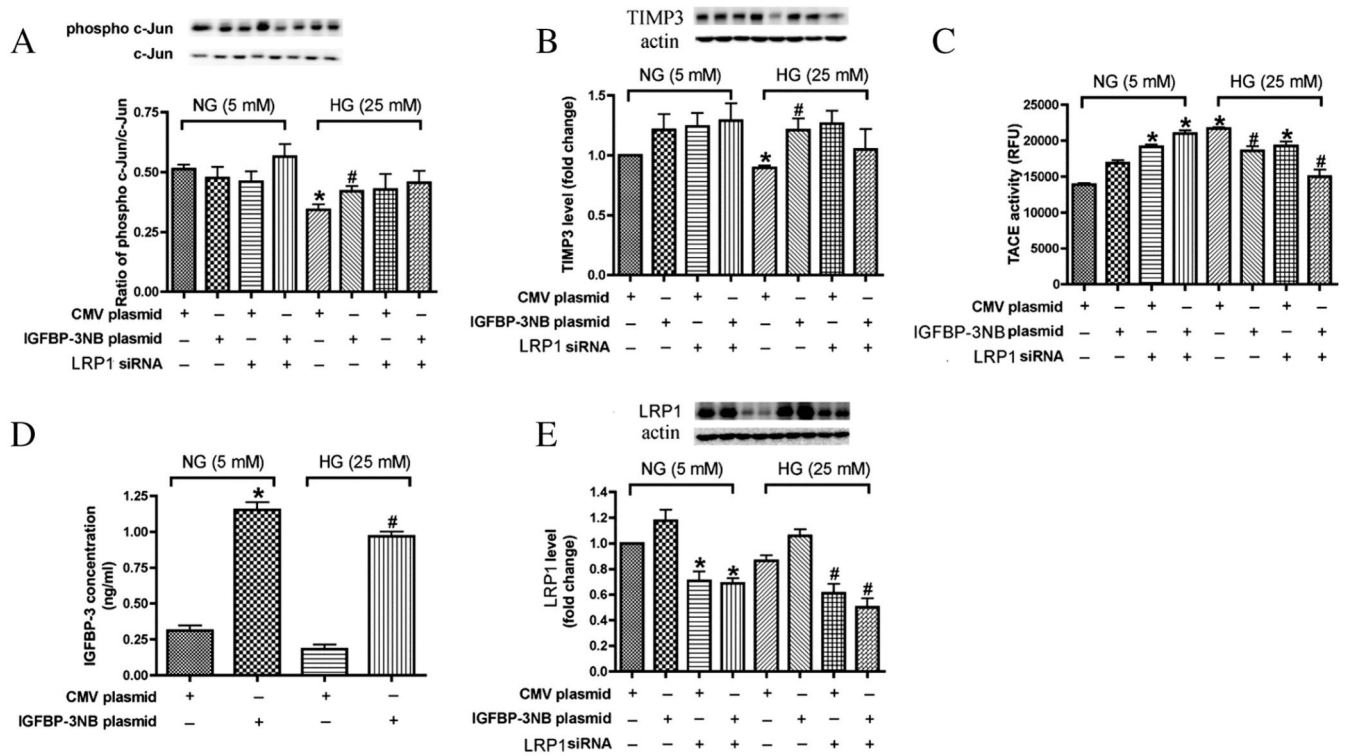 A
phospho c-Jun
c-Jun
NG (5 mM) HG (25 mM)
Ratio of phospho c-Jun/c-Jun
0.75
0.50
0.25
0.00
* #
CMV plasmid + − + − + − + −
IGFBP-3NB plasmid − + − + − + − +
LRP1 siRNA − − + + − − + +
B
TIMP3
actin
NG (5 mM) HG (25 mM)
TIMP3 level (fold change)
1.5
1.0
0.5
0.0
* #
CMV plasmid + − + − + − + −
IGFBP-3NB plasmid − + − + − + − +
LRP1 siRNA − − + + − − + +
C
NG (5 mM) HG (25 mM)
TACE activity (RFU)
25000
20000
15000
10000
5000
0
* * * # * #
CMV plasmid + − + − + − + −
IGFBP-3NB plasmid − + − + − + − +
LRP1 siRNA − − + + − − + +
D
NG (5 mM) HG (25 mM)
IGFBP-3 concentration
(ng/ml)
1.25
1.00
0.75
0.50
0.25
0.00
* #
CMV plasmid + − + −
IGFBP-3NB plasmid − + − +
E
LRP1
actin
NG (5 mM) HG (25 mM)
LRP1 level
(fold change)
1.4
1.2
1.0
0.8
0.6
0.4
0.2
0.0
* * # #
CMV plasmid + − + − + − + −
IGFBP-3NB plasmid − + − + − + − +
LRP1 siRNA − − + + − − + +